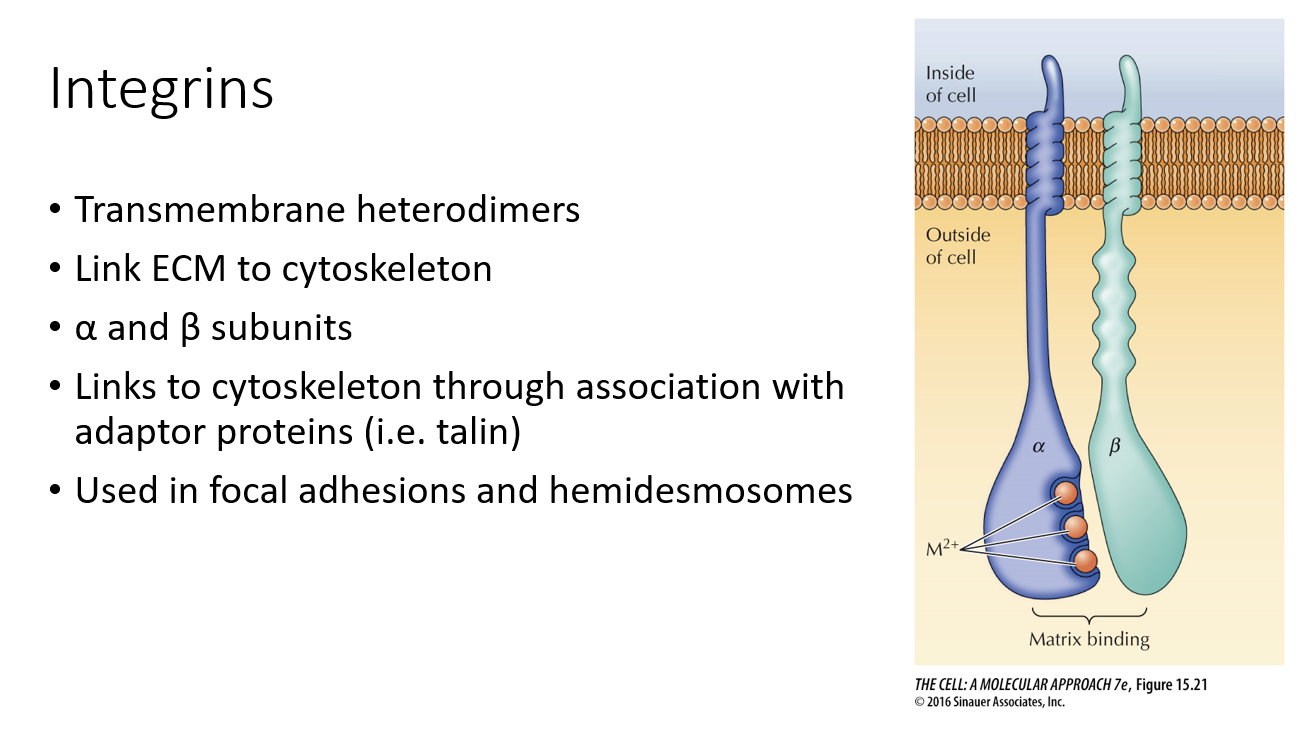 Integrins
• Transmembrane heterodimers
• Link ECM to cytoskeleton
• α and β subunits
• Links to cytoskeleton through association with
adaptor proteins (i.e. talin)
• Used in focal adhesions and hemidesmosomes
Inside
of cell
Outside
of cell
α
β
M²⁺
Matrix binding
THE CELL: A MOLECULAR APPROACH 7e, Figure 15.21
© 2016 Sinauer Associates, Inc.